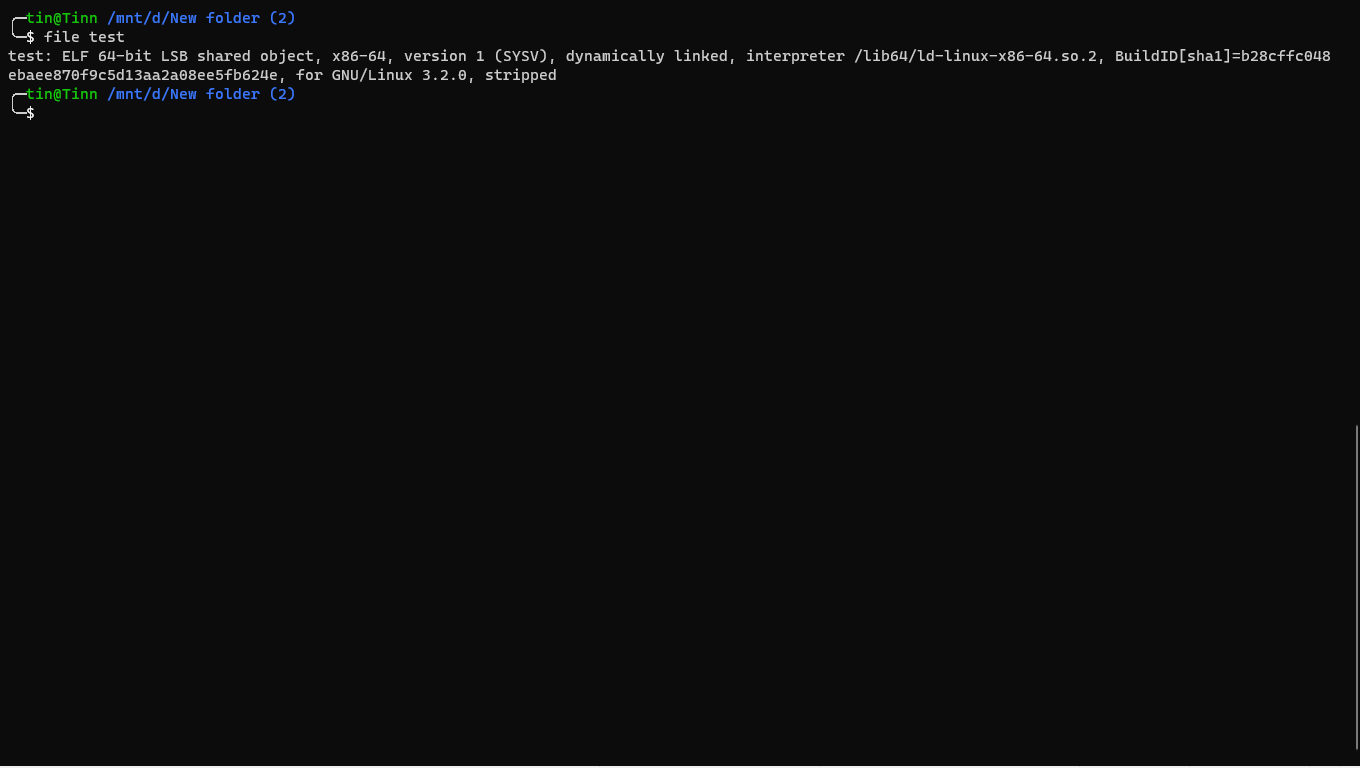 ╭─tin@Tinn /mnt/d/New folder (2)
╰─$ file test
test: ELF 64-bit LSB shared object, x86-64, version 1 (SYSV), dynamically linked, interpreter /lib64/ld-linux-x86-64.so.2, BuildID[sha1]=b28cffc048
ebaee870f9c5d13aa2a08ee5fb624e, for GNU/Linux 3.2.0, stripped
╭─tin@Tinn /mnt/d/New folder (2)
╰─$